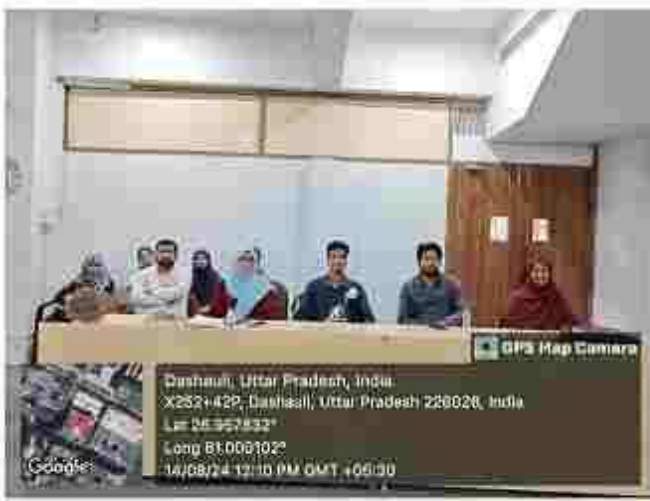 GPS Map Camera
Dashauli, Uttar Pradesh, India
X252+42P, Dashauli, Uttar Pradesh 226026, India
Lat 26.957832°
Long 81.000102°
14/08/24 12:10 PM GMT +05:30
Google